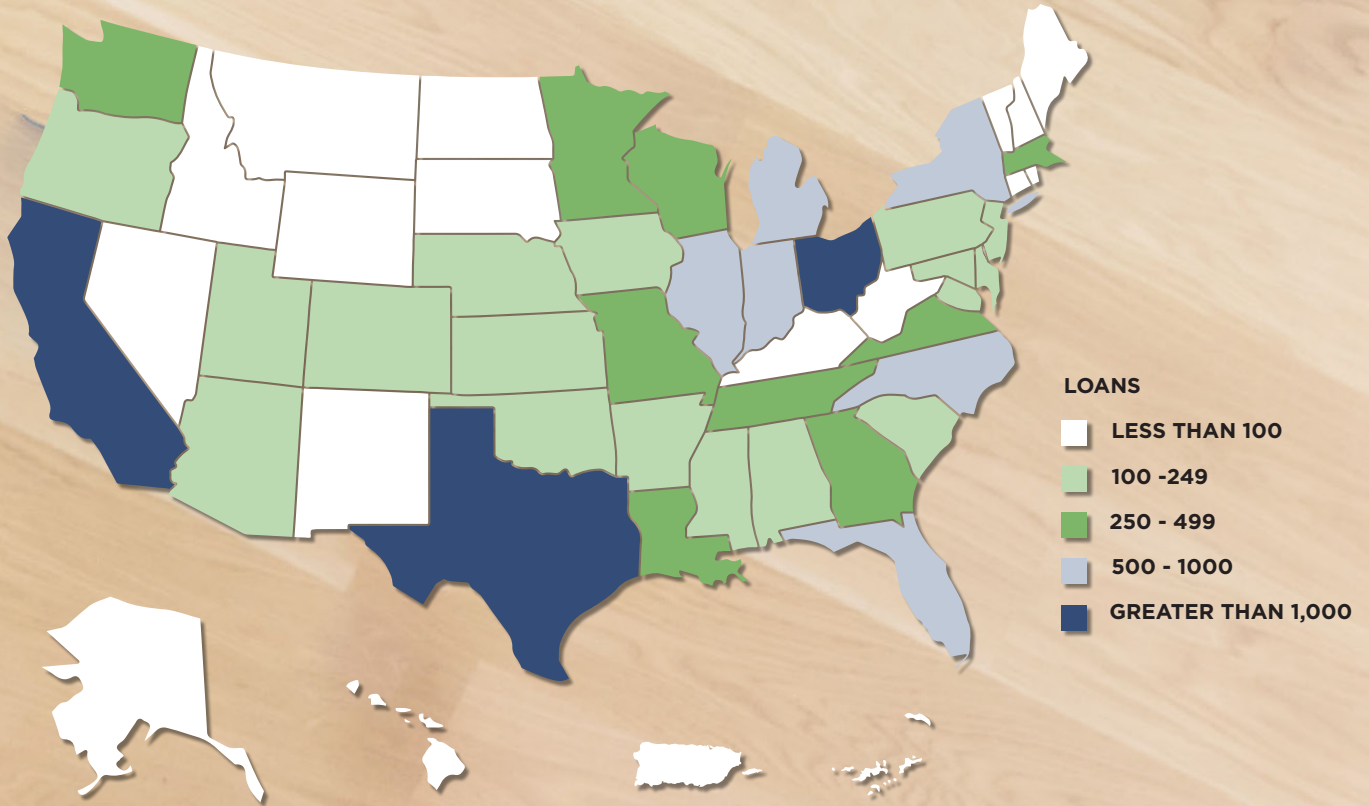 LOANS
LESS THAN 100
100 -249
250 - 499
500 - 1000
GREATER THAN 1,000